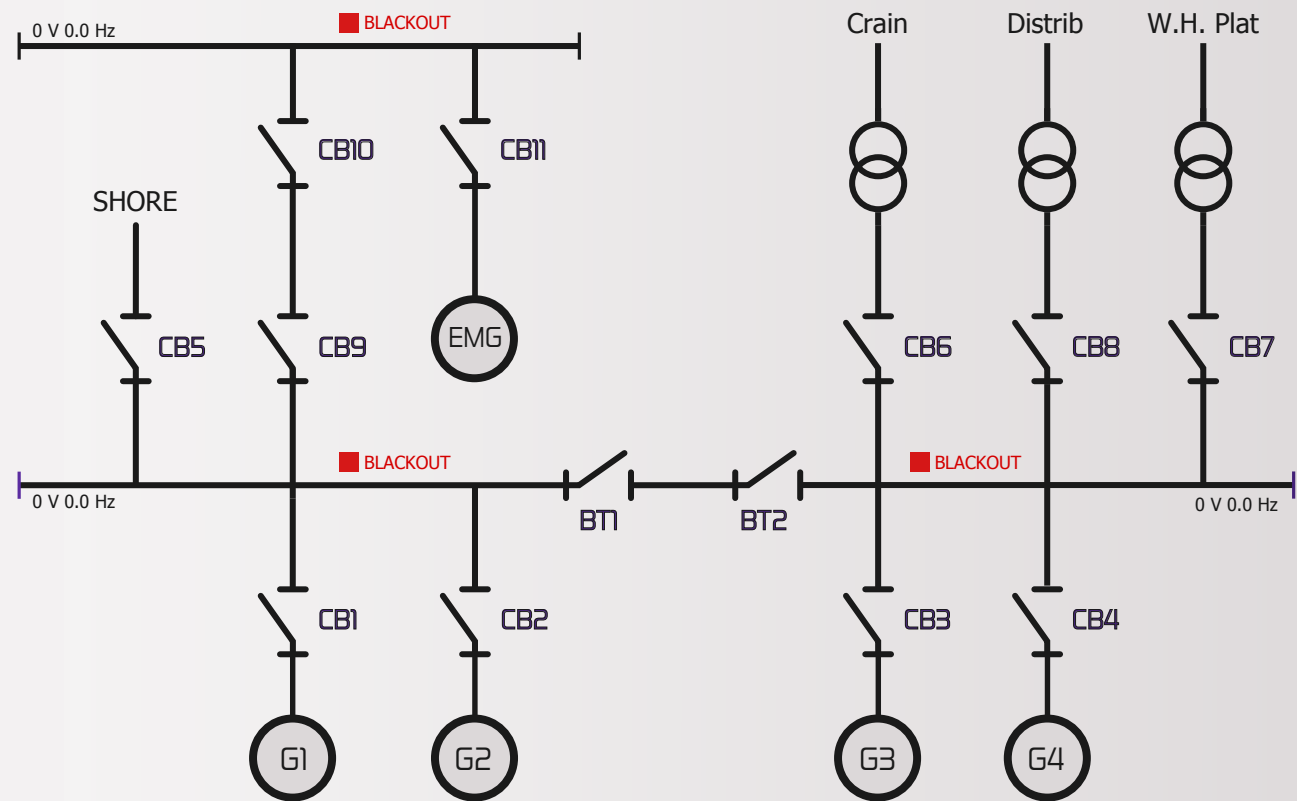 0 V 0.0 Hz
BLACKOUT
Crain
Distrib
W.H. Plat
CB10
CB11
SHORE
CB5
CB9
EMG
CB6
CB8
CB7
BLACKOUT
BLACKOUT
0 V 0.0 Hz
BT1
BT2
0 V 0.0 Hz
CB1
CB2
CB3
CB4
G1
G2
G3
G4